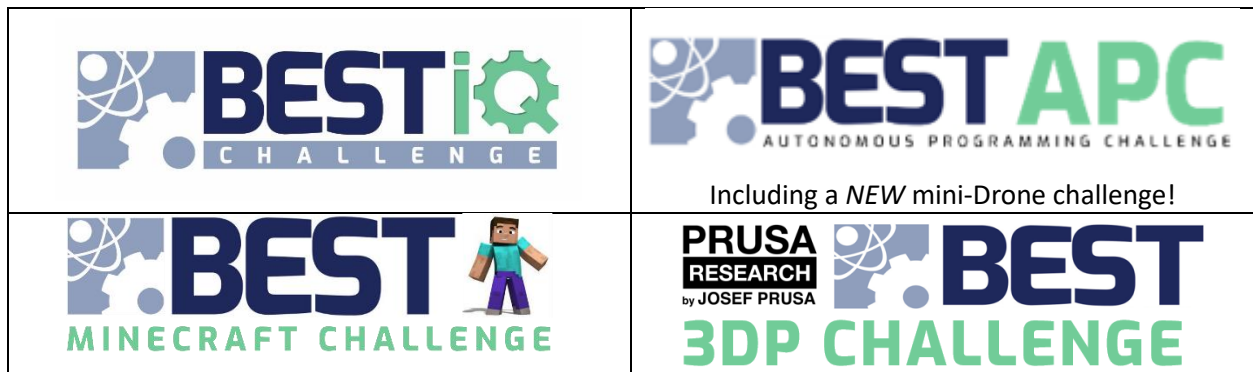 BEST iQ
CHALLENGE
BEST APC
AUTONOMOUS PROGRAMMING CHALLENGE
Including a NEW mini-Drone challenge!
BEST
MINECRAFT CHALLENGE
PRUSA
RESEARCH
by JOSEF PRUSA
BEST
3DP CHALLENGE